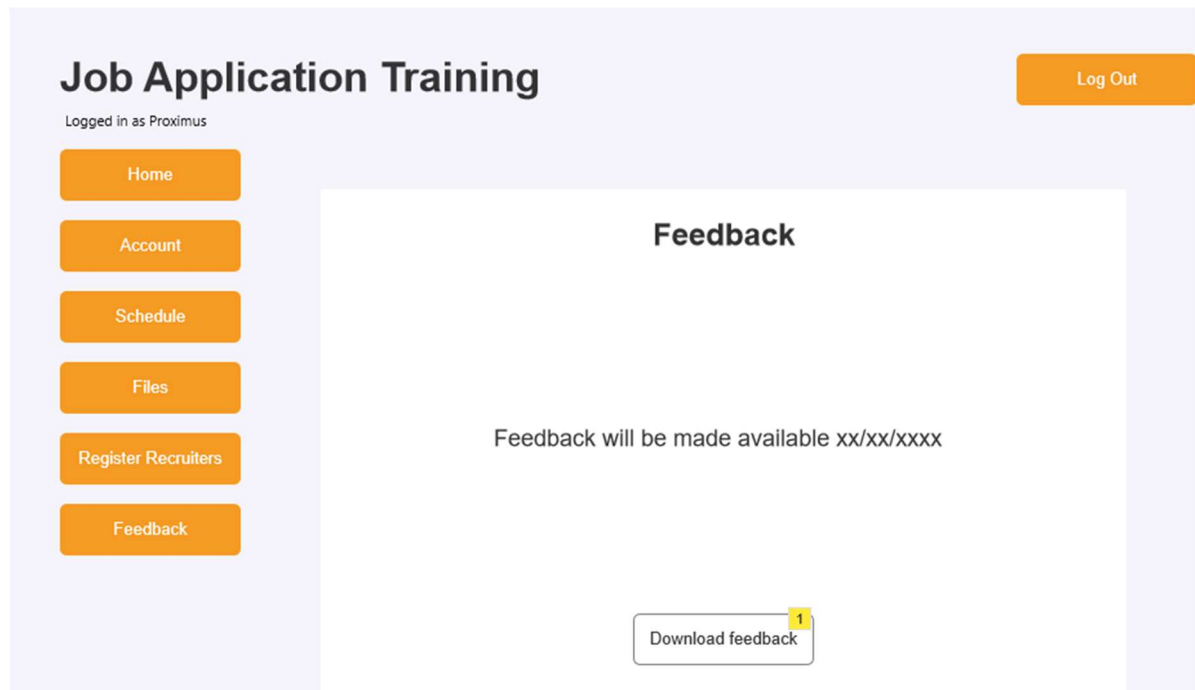 Job Application Training
Log Out
Logged in as Proximus
Home
Account
Schedule
Files
Register Recruiters
Feedback
Feedback
Feedback will be made available xx/xx/xxxx
1
Download feedback